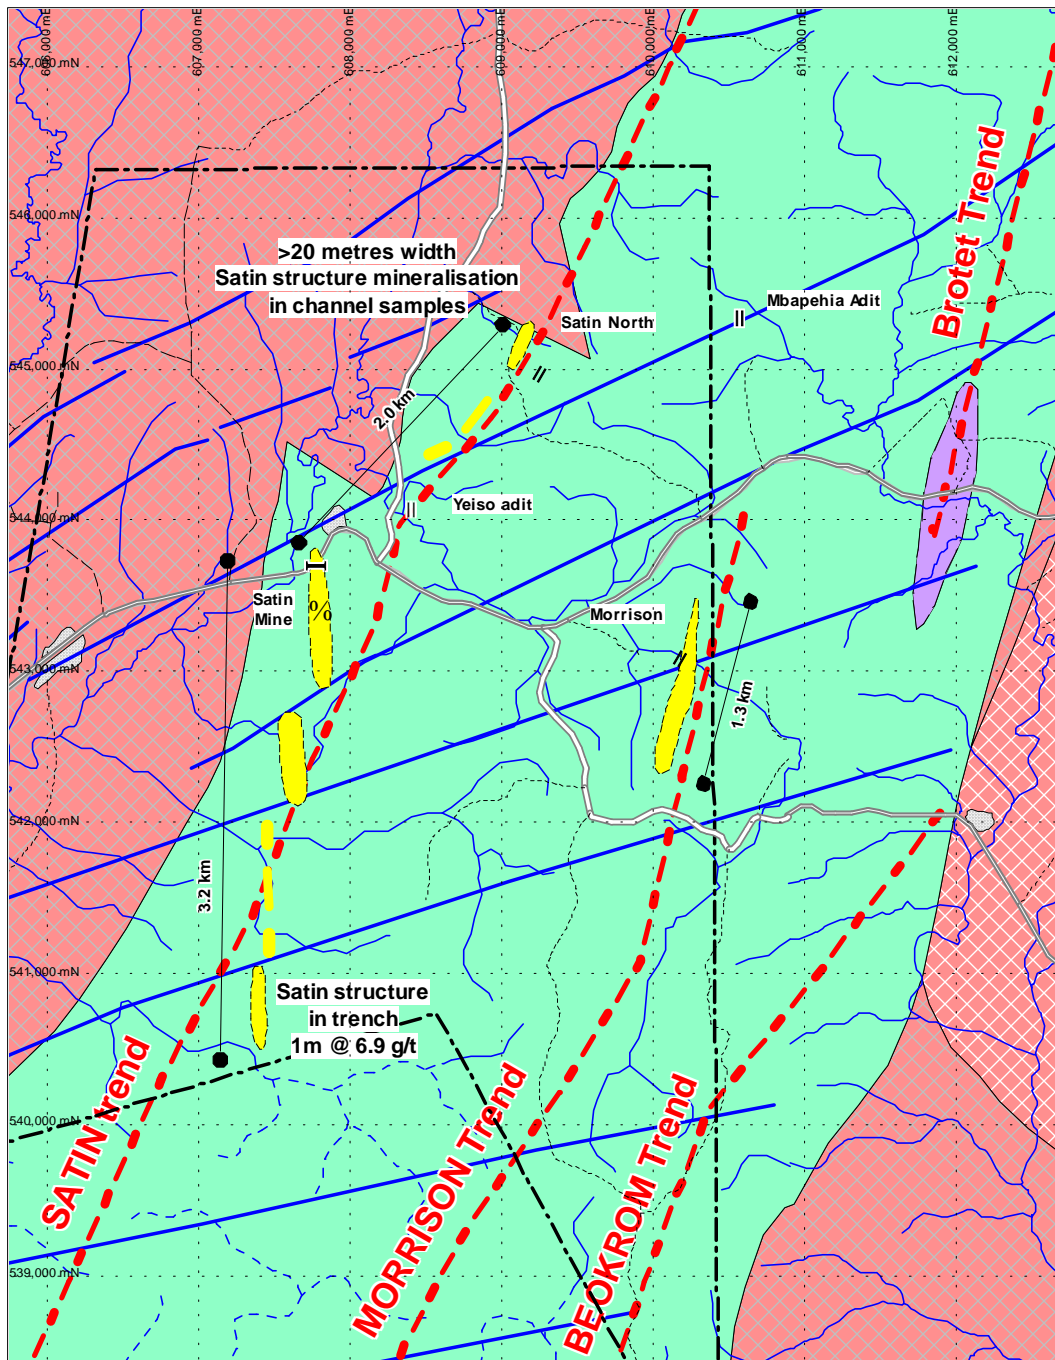 606,000 mE
607,000 mE
608,000 mE
609,000 mE
610,000 mE
611,000 mE
612,000 mE
547,000 mN
546,000 mN
545,000 mN
544,000 mN
543,000 mN
542,000 mN
541,000 mN
540,000 mN
539,000 mN
>20 metres width
Satin structure mineralisation
in channel samples
Satin North
Mbapehia Adit
Brotet Trend
2.0 km
Yeiso adit
Satin
Mine
%
Morrison
1.3 km
3.2 km
Satin structure
in trench
1m @ 6.9 g/t
SATIN trend
MORRISON Trend
BEOKROM Trend